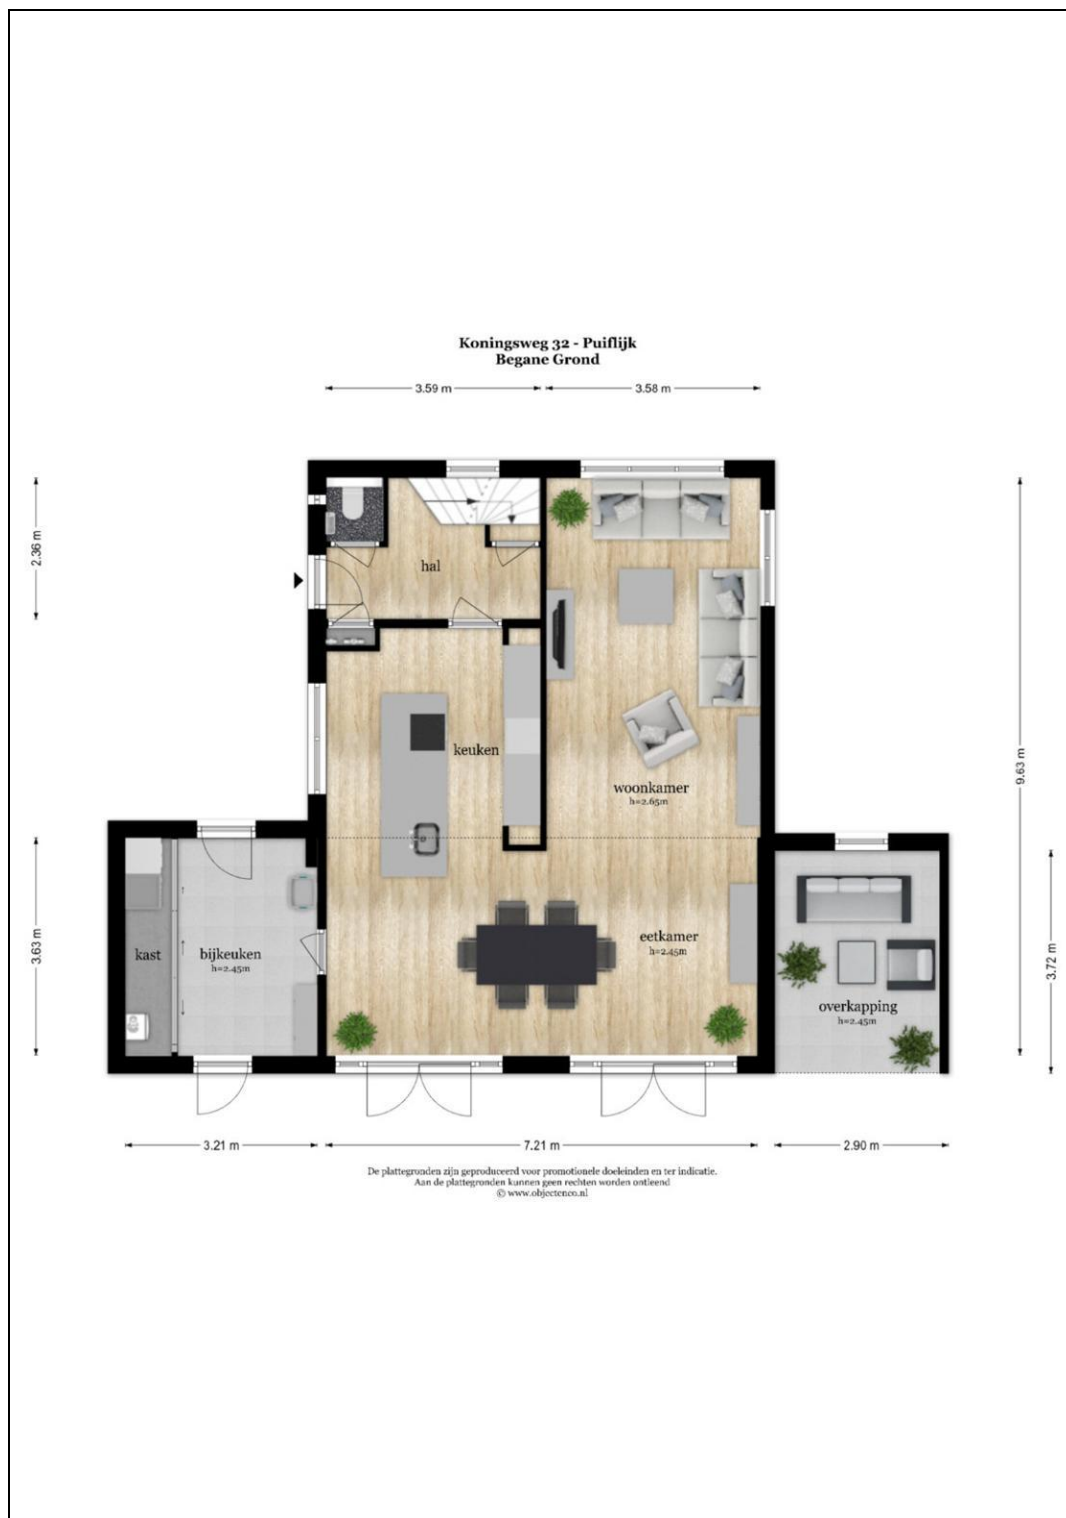 Koningsweg 32 - Puiflijk
Begane Grond
3.59 m
3.58 m
2.36 m
hal
keuken
woonkamer
h=2.65m
9.63 m
3.63 m
kast
bijkeuken
h=2.45m
eetkamer
h=2.45m
overkapping
h=2.45m
3.72 m
3.21 m
7.21 m
2.90 m
De plattegronden zijn geproduceerd voor promotionele doeleinden en ter indicatie.
Aan de plattegronden kunnen geen rechten worden ontleend
© www.objectenco.nl